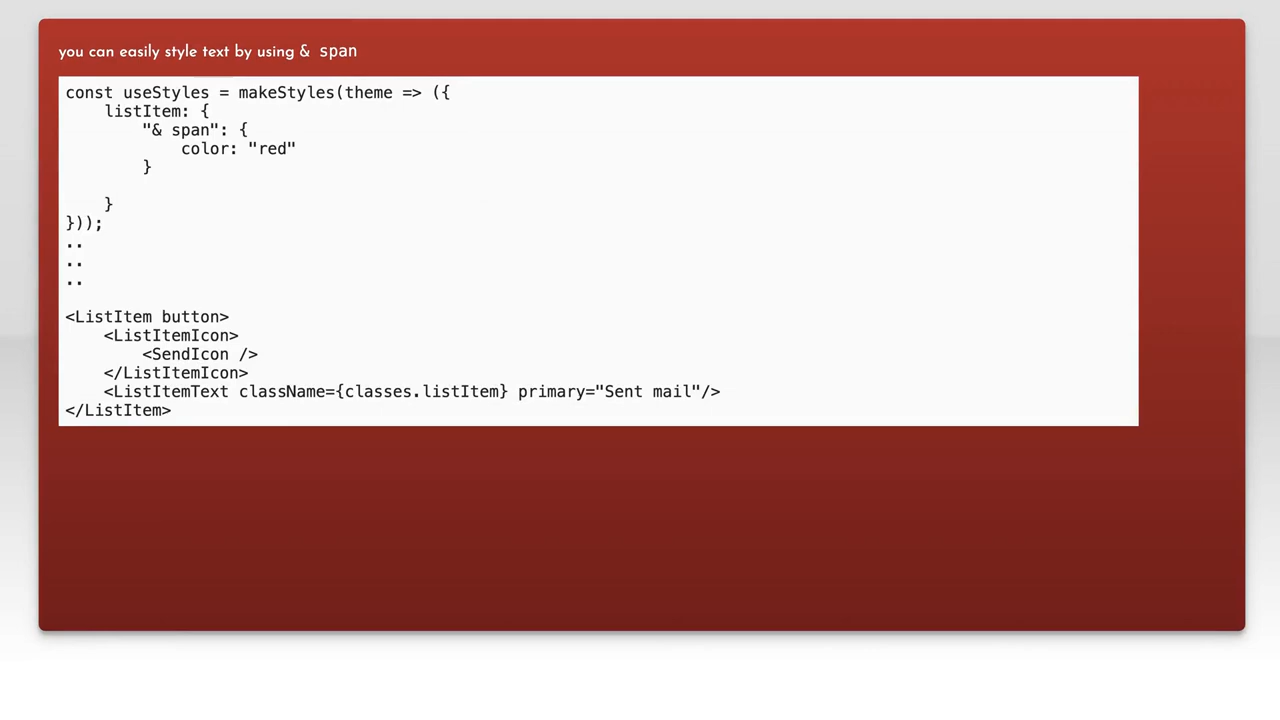 you can easily style text by using & span
const useStyles = makeStyles(theme => ({
    listItem: {
        "& span": {
            color: "red"
        }

    }
}));
..
..
..

<ListItem button>
    <ListItemIcon>
        <SendIcon />
    </ListItemIcon>
    <ListItemText className={classes.listItem} primary="Sent mail"/>
</ListItem>